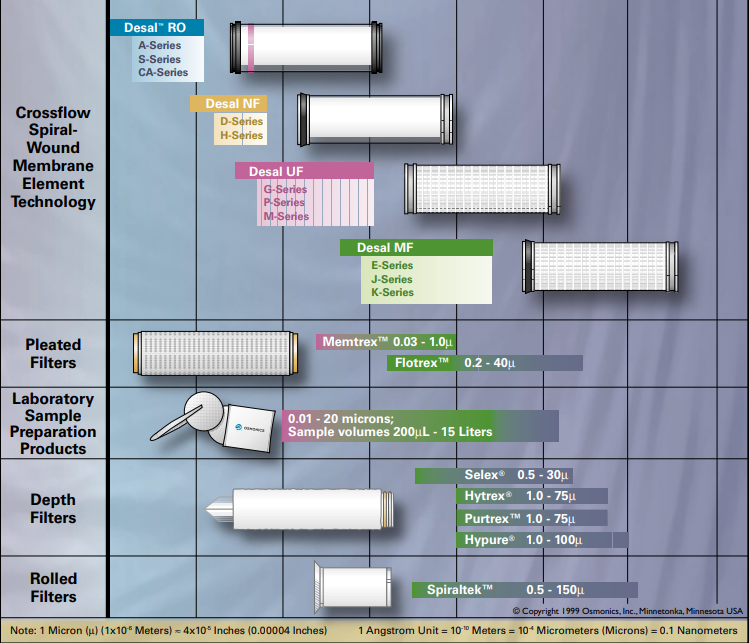 Desal™ RO
A-Series
S-Series
CA-Series
Desal NF
D-Series
H-Series
Crossflow
Spiral-
Wound
Membrane
Element
Technology
Desal UF
G-Series
P-Series
M-Series
Desal MF
E-Series
J-Series
K-Series
Pleated
Filters
Memtrex™ 0.03 - 1.0µ
Flotrex™ 0.2 - 40µ
Laboratory
Sample
Preparation
Products
OSMONICS
0.01 - 20 microns;
Sample volumes 200µL - 15 Liters
Depth
Filters
Selex® 0.5 - 30µ
Hytrex® 1.0 - 75µ
Purtrex™ 1.0 - 75µ
Hypure® 1.0 - 100µ
Rolled
Filters
Spiraltek™ 0.5 - 150µ
© Copyright 1999 Osmonics, Inc., Minnetonka, Minnesota USA
Note: 1 Micron (µ) (1x10⁻⁶ Meters) ≈ 4x10⁻⁵ Inches (0.00004 Inches) 1 Angstrom Unit = 10⁻¹⁰ Meters = 10⁻⁴ Micrometers (Microns) = 0.1 Nanometers